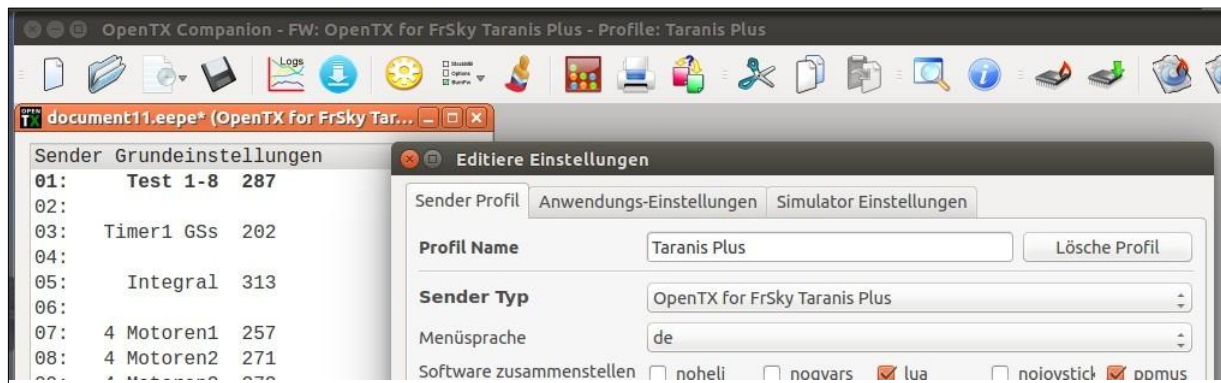 OpenTX Companion - FW: OpenTX for FrSky Taranis Plus - Profile: Taranis Plus
Logs
OPEN TX document11.eepe* (OpenTX for FrSky Tar...
Sender Grundeinstellungen
01: Test 1-8 287
02:
03: Timer1 GSs 202
04:
05: Integral 313
06:
07: 4 Motoren1 257
08: 4 Motoren2 271
Editiere Einstellungen
Sender Profil Anwendungs-Einstellungen Simulator Einstellungen
Profil Name Taranis Plus Lösche Profil
Sender Typ OpenTX for FrSky Taranis Plus
Menüsprache de
Software zusammenstellen noheli nogvars lua nojoystick ppmus